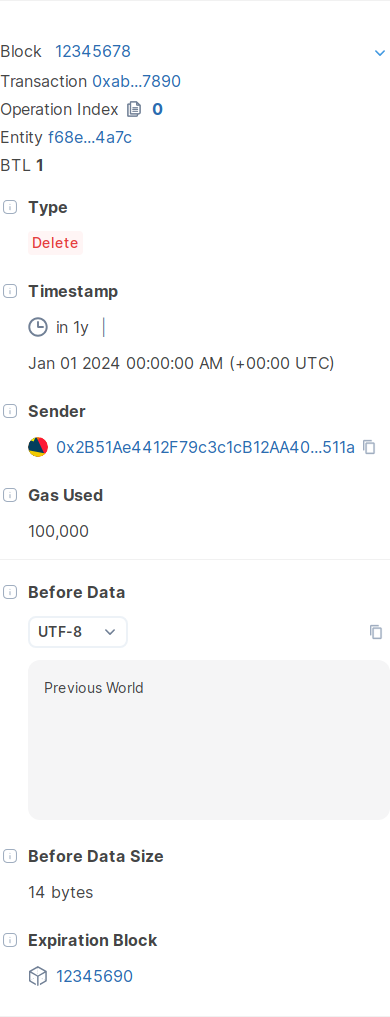 Block 12345678
Transaction 0xab...7890
Operation Index 0
Entity f68e...4a7c
BTL 1
Type
Delete
Timestamp
in 1y
Jan 01 2024 00:00:00 AM (+00:00 UTC)
Sender
0x2B51Ae4412F79c3c1cB12AA40...511a
Gas Used
100,000
Before Data
UTF-8
Previous World
Before Data Size
14 bytes
Expiration Block
12345690